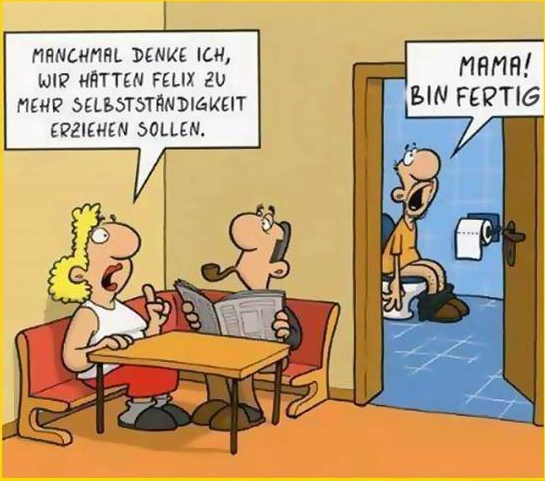 MANCHMAL DENKE ICH,
WIR HÄTTEN FELIX ZU
MEHR SELBSTSTÄNDIGKEIT
ERZIEHEN SOLLEN.
MAMA!
BIN FERTIG